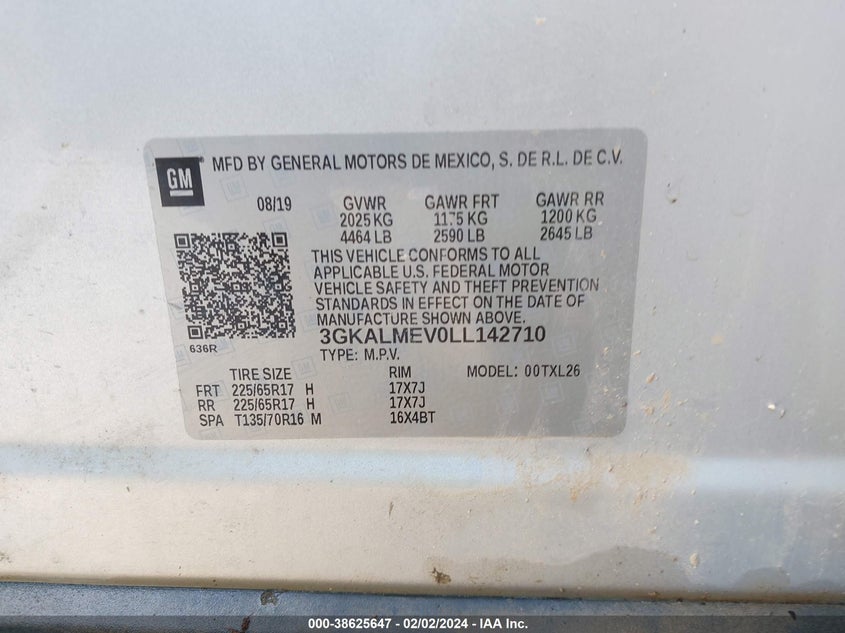 GM
MFD BY GENERAL MOTORS DE MEXICO, S. DE R.L. DE C.V.
08/19 GVWR GAWR FRT GAWR RR
2025 KG 1175 KG 1200 KG
4464 LB 2590 LB 2645 LB
THIS VEHICLE CONFORMS TO ALL
APPLICABLE U.S. FEDERAL MOTOR
VEHICLE SAFETY AND THEFT PREVENTION
STANDARDS IN EFFECT ON THE DATE OF
MANUFACTURE SHOWN ABOVE.
3GKALMEV0LL142710
636R
TYPE: M.P.V.
TIRE SIZE RIM MODEL: 00TXL26
FRT 225/65R17 H 17X7J
RR 225/65R17 H 17X7J
SPA T135/70R16 M 16X4BT
000-38625647 - 02/02/2024 - IAA Inc.